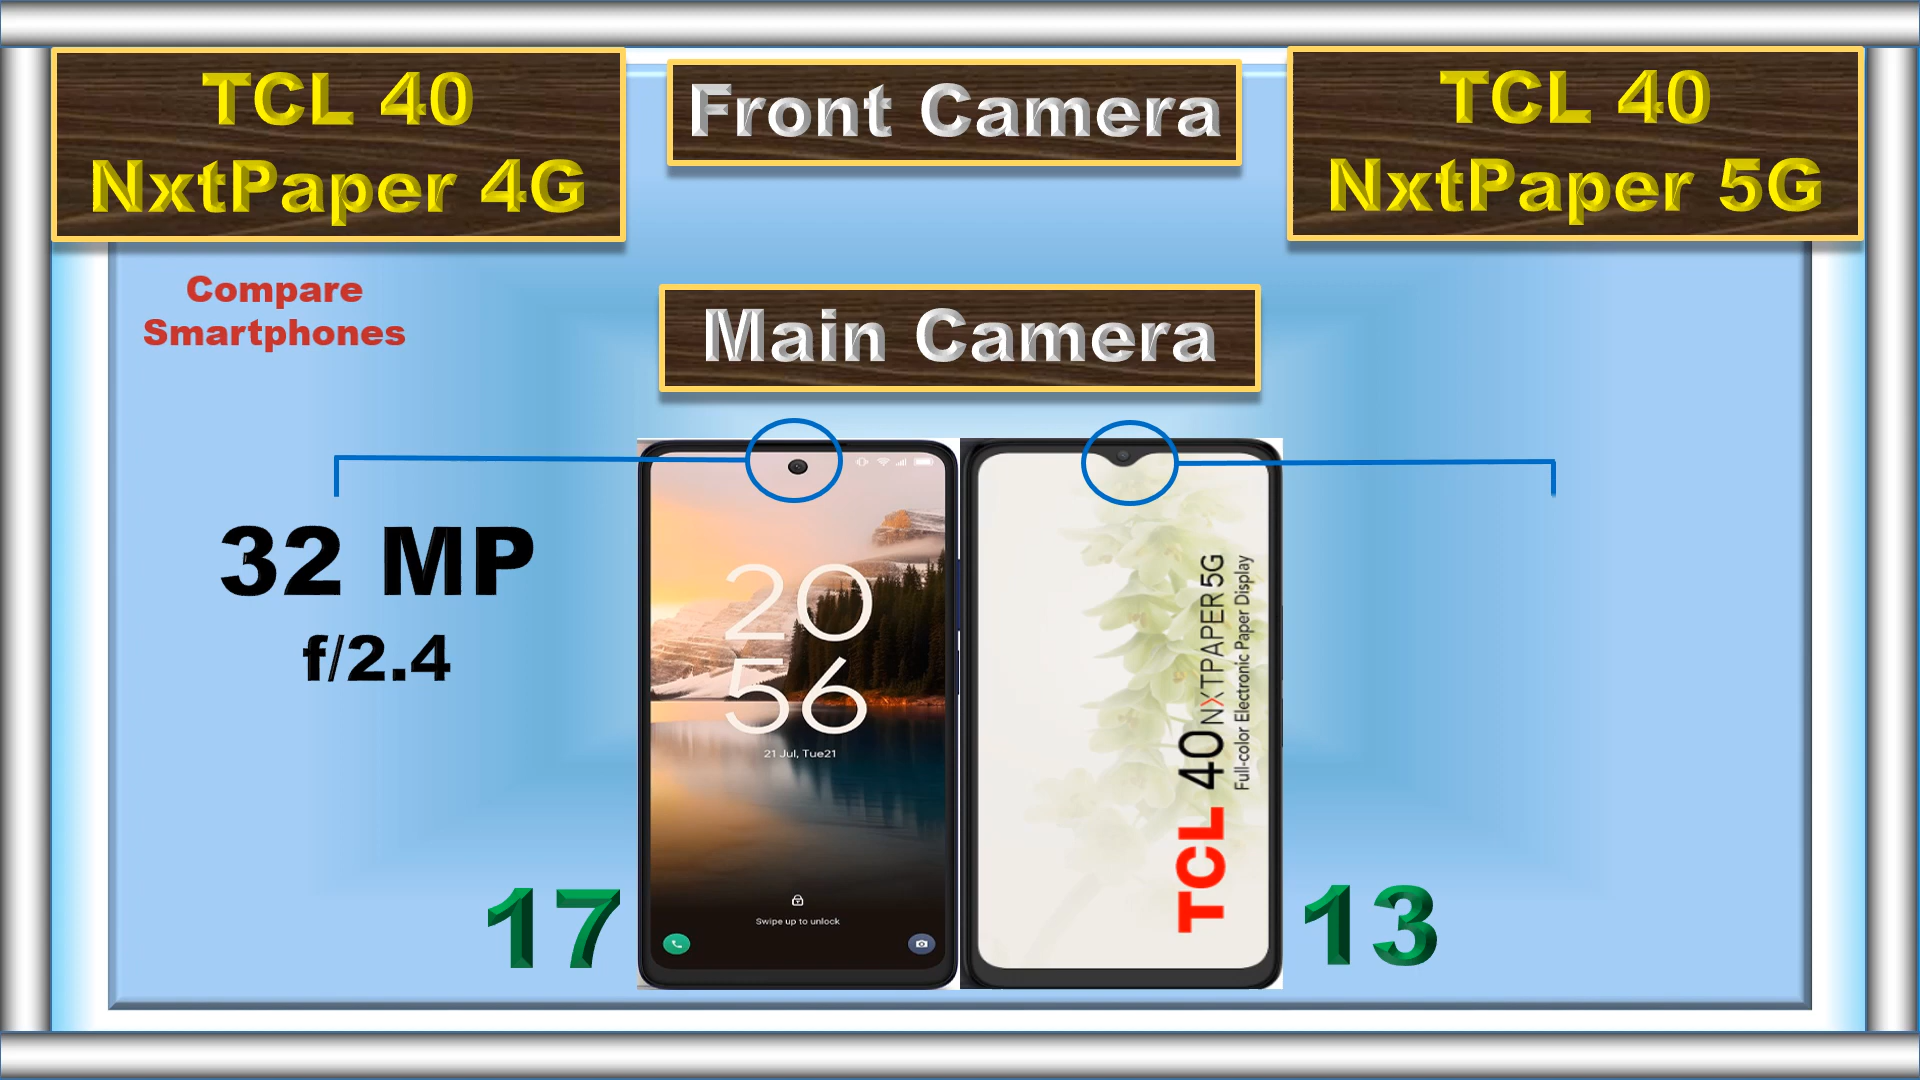 TCL 40
NxtPaper 4G
Front Camera
TCL 40
NxtPaper 5G
Compare
Smartphones
Main Camera
32 MP
f/2.4
20
56
21 Jul, Tue21
Swipe up to unlock
TCL 40 NXTPAPER 5G
Full-color Electronic Paper Display
17
13